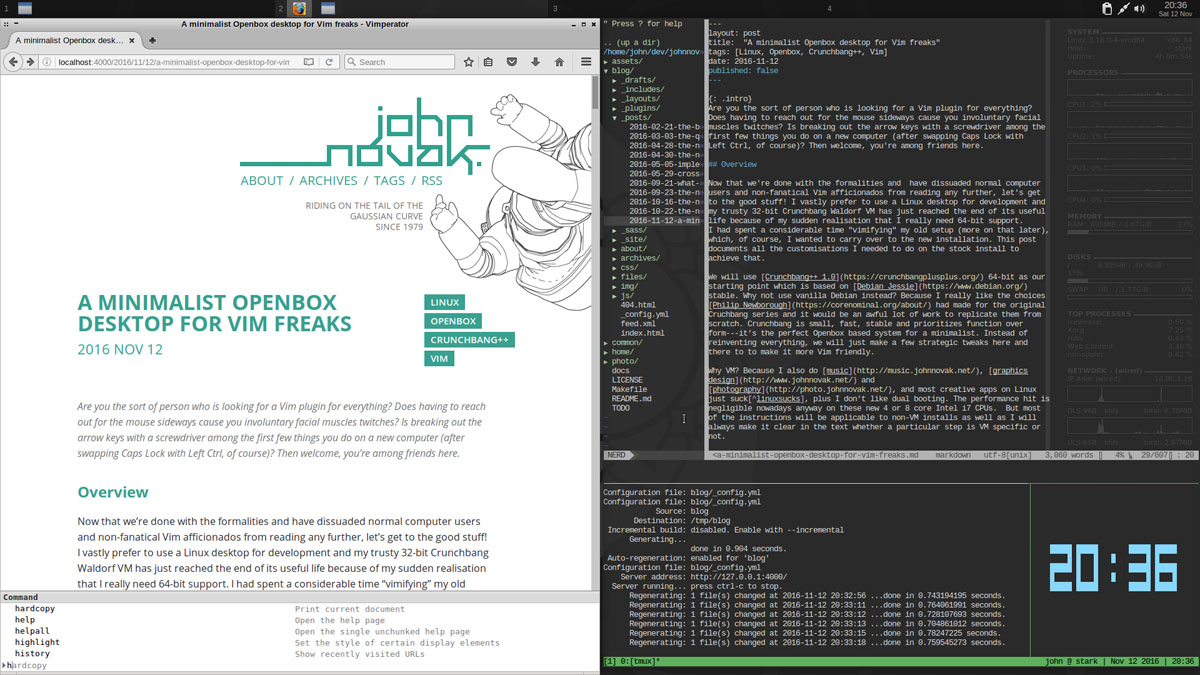 1
2
3
4
20:36
Sat 12 Nov
A minimalist Openbox desktop for Vim freaks - Vimperator
A minimalist Openbox desk...
localhost:4000/2016/11/12/a-minimalist-openbox-desktop-for-vim
Search
john
novak.
ABOUT / ARCHIVES / TAGS / RSS
RIDING ON THE TAIL OF THE
GAUSSIAN CURVE
SINCE 1979
A MINIMALIST OPENBOX
DESKTOP FOR VIM FREAKS
2016 NOV 12
LINUX
OPENBOX
CRUNCHBANG++
VIM
Are you the sort of person who is looking for a Vim plugin for everything? Does having to reach
out for the mouse sideways cause you involuntary facial muscles twitches? Is breaking out the
arrow keys with a screwdriver among the first few things you do on a new computer (after
swapping Caps Lock with Left Ctrl, of course)? Then welcome, you're among friends here.
Overview
Now that we're done with the formalities and have dissuaded normal computer users
and non-fanatical Vim afficionados from reading any further, let's get to the good stuff!
I vastly prefer to use a Linux desktop for development and my trusty 32-bit Crunchbang
Waldorf VM has just reached the end of its useful life because of my sudden realisation
that I really need 64-bit support. I had spent a considerable time "vimifying" my old
Command
hardcopy Print current document
help Open the help page
helpall Open the single unchunked help page
highlight Set the style of certain display elements
history Show recently visited URLs
hardcopy
" Press ? for help
.. (up a dir)
/home/john/dev/johnnov
assets/
blog/
_drafts/
_includes/
_layouts/
_plugins/
_posts/
2016-02-21-the-b
2016-03-03-the-q
2016-04-28-the-n
2016-04-30-the-n
2016-05-05-imple
2016-05-29-cross
2016-09-21-what-
2016-09-23-the-n
2016-10-16-the-n
2016-10-22-the-n
2016-11-12-a-min
_sass/
_site/
about/
archives/
css/
files/
img/
js/
404.html
_config.yml
feed.xml
index.html
common/
home/
photo/
docs
LICENSE
Makefile
README.md
TODO
NERD
---
layout: post
title: "A minimalist Openbox desktop for Vim freaks"
tags: [Linux, Openbox, Crunchbang++, Vim]
date: 2016-11-12
published: false
---
{: .intro}
Are you the sort of person who is looking for a Vim plugin for everything?
Does having to reach out for the mouse sideways cause you involuntary facial
muscles twitches? Is breaking out the arrow keys with a screwdriver among the
first few things you do on a new computer (after swapping Caps Lock with
Left Ctrl, of course)? Then welcome, you're among friends here.
## Overview
Now that we're done with the formalities and  have dissuaded normal computer
users and non-fanatical Vim afficionados from reading any further, let's get
to the good stuff! I vastly prefer to use a Linux desktop for development and
my trusty 32-bit Crunchbang Waldorf VM has just reached the end of its useful
life because of my sudden realisation that I really need 64-bit support.
I had spent a considerable time "vimifying" my old setup (more on that later),
which, of course, I wanted to carry over to the new installation. This post
documents all the customisations I needed to do on the stock install to
achieve that.
We will use [Crunchbang++ 1.0](https://crunchbangplusplus.org/) 64-bit as our
starting point which is based on [Debian Jessie](https://www.debian.org/)
stable. Why not use vanilla Debian instead? Because I really like the choices
[Philip Newborough](https://corenominal.org/about/) had made for the original
Cruchbang series and it would be an awful lot of work to replicate them from
scratch. Crunchbang is small, fast, stable and prioritizes function over
form---it's the perfect Openbox based system for a minimalist. Instead of
reinventing everything, we will just make a few strategic tweaks here and
there to to make it more Vim friendly.
Why VM? Because I also do [music](http://music.johnnovak.net/), [graphics
design](http://www.johnnovak.net/) and
[photography](http://photo.johnnovak.net/), and most creative apps on Linux
just suck[^linuxsucks], plus I don't like dual booting. The performance hit is
negligible nowadays anyway on these new 4 or 8 core Intel i7 CPUs.  But most
of the instructions will be applicable to non-VM installs as well as I will
always make it clear in the text whether a particular step is VM specific or
not.
<a-minimalist-openbox-desktop-for-vim-freaks.md markdown utf-8[unix] 3,860 words 4% 29/607 : 20
SYSTEM
Host: stark
Uptime: 4h 0m 54s
PROCESSORS
CPU1: 2%
MEMORY
17%
DISKS
17%
SWAP
TOP PROCESSES
Xorg
ruby
Web Content
nm-applet
NETWORK - (wired)
IP Addr (wired):
Configuration file: blog/_config.yml
Configuration file: blog/_config.yml
Source: blog
Destination: /tmp/blog
Incremental build: disabled. Enable with --incremental
Generating...
done in 0.904 seconds.
Auto-regeneration: enabled for 'blog'
Configuration file: blog/_config.yml
Server address: http://127.0.0.1:4000/
Server running... press ctrl-c to stop.
Regenerating: 1 file(s) changed at 2016-11-12 20:32:56 ...done in 0.743194195 seconds.
Regenerating: 1 file(s) changed at 2016-11-12 20:33:11 ...done in 0.764061991 seconds.
Regenerating: 1 file(s) changed at 2016-11-12 20:33:12 ...done in 0.728107693 seconds.
Regenerating: 1 file(s) changed at 2016-11-12 20:33:13 ...done in 0.704861012 seconds.
Regenerating: 1 file(s) changed at 2016-11-12 20:33:15 ...done in 0.78247225 seconds.
Regenerating: 1 file(s) changed at 2016-11-12 20:33:18 ...done in 0.759545273 seconds.
20:36
[1] 0:[tmux]* john @ stark | Nov 12 2016 | 20:36